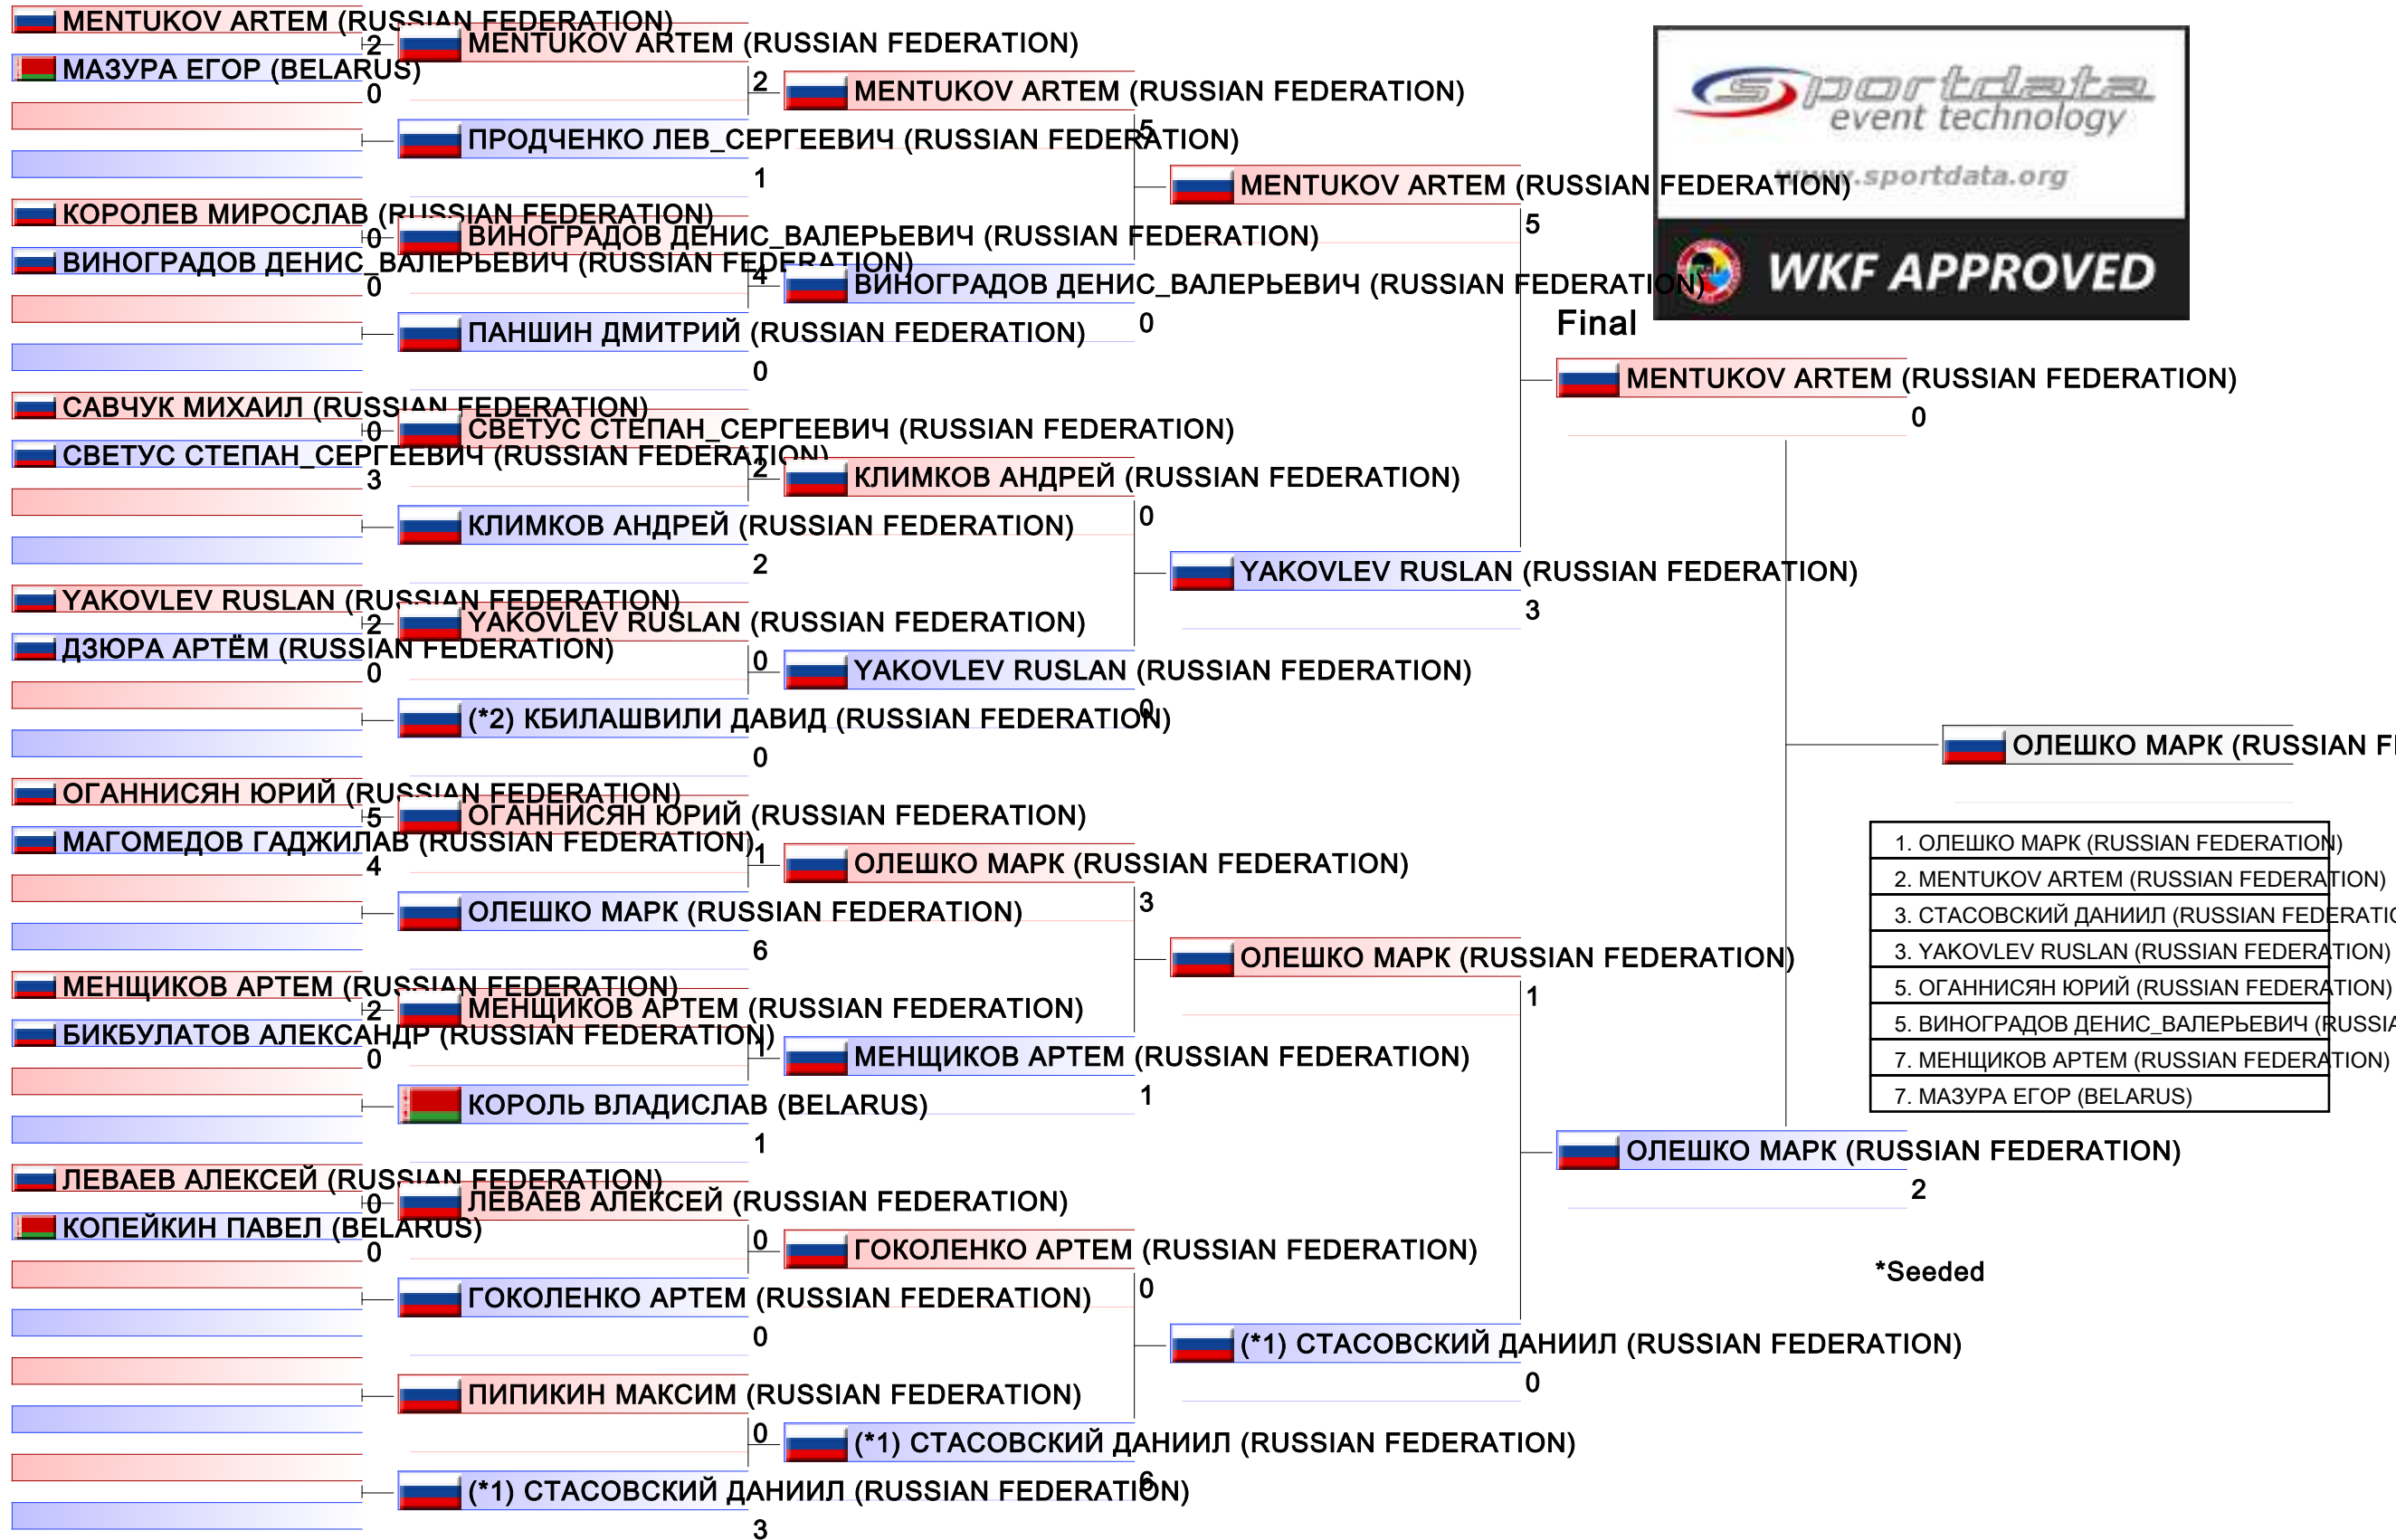 MENTUKOV ARTEM (RUSSIAN FEDERATION)
2
МАЗУРА ЕГОР (BELARUS)
0
КОРОЛЕВ МИРОСЛАВ (RUSSIAN FEDERATION)
0
ВИНОГРАДОВ ДЕНИС_ВАЛЕРЬЕВИЧ (RUSSIAN FEDERATION)
0
САВЧУК МИХАИЛ (RUSSIAN FEDERATION)
0
СВЕТУС СТЕПАН_СЕРГЕЕВИЧ (RUSSIAN FEDERATION)
3
YAKOVLEV RUSLAN (RUSSIAN FEDERATION)
2
ДЗЮРА АРТЁМ (RUSSIAN FEDERATION)
0
ОГАННИСЯН ЮРИЙ (RUSSIAN FEDERATION)
5
МАГОМЕДОВ ГАДЖИЛАВ (RUSSIAN FEDERATION)
4
МЕНЩИКОВ АРТЕМ (RUSSIAN FEDERATION)
2
БИКБУЛАТОВ АЛЕКСАНДР (RUSSIAN FEDERATION)
0
ЛЕВАЕВ АЛЕКСЕЙ (RUSSIAN FEDERATION)
0
КОПЕЙКИН ПАВЕЛ (BELARUS)
0
MENTUKOV ARTEM (RUSSIAN FEDERATION)
2
ПРОДЧЕНКО ЛЕВ_СЕРГЕЕВИЧ (RUSSIAN FEDERATION)
1
ВИНОГРАДОВ ДЕНИС_ВАЛЕРЬЕВИЧ (RUSSIAN FEDERATION)
4
ПАНШИН ДМИТРИЙ (RUSSIAN FEDERATION)
0
СВЕТУС СТЕПАН_СЕРГЕЕВИЧ (RUSSIAN FEDERATION)
2
КЛИМКОВ АНДРЕЙ (RUSSIAN FEDERATION)
2
YAKOVLEV RUSLAN (RUSSIAN FEDERATION)
0
(*2) КБИЛАШВИЛИ ДАВИД (RUSSIAN FEDERATION)
0
ОГАННИСЯН ЮРИЙ (RUSSIAN FEDERATION)
1
ОЛЕШКО МАРК (RUSSIAN FEDERATION)
6
МЕНЩИКОВ АРТЕМ (RUSSIAN FEDERATION)
1
КОРОЛЬ ВЛАДИСЛАВ (BELARUS)
1
ЛЕВАЕВ АЛЕКСЕЙ (RUSSIAN FEDERATION)
0
ГОКОЛЕНКО АРТЕМ (RUSSIAN FEDERATION)
0
ПИПИКИН МАКСИМ (RUSSIAN FEDERATION)
0
(*1) СТАСОВСКИЙ ДАНИИЛ (RUSSIAN FEDERATION)
3
MENTUKOV ARTEM (RUSSIAN FEDERATION)
5
ВИНОГРАДОВ ДЕНИС_ВАЛЕРЬЕВИЧ (RUSSIAN FEDERATION)
0
КЛИМКОВ АНДРЕЙ (RUSSIAN FEDERATION)
0
YAKOVLEV RUSLAN (RUSSIAN FEDERATION)
0
ОЛЕШКО МАРК (RUSSIAN FEDERATION)
3
МЕНЩИКОВ АРТЕМ (RUSSIAN FEDERATION)
1
ГОКОЛЕНКО АРТЕМ (RUSSIAN FEDERATION)
0
(*1) СТАСОВСКИЙ ДАНИИЛ (RUSSIAN FEDERATION)
6
MENTUKOV ARTEM (RUSSIAN FEDERATION)
5
YAKOVLEV RUSLAN (RUSSIAN FEDERATION)
3
ОЛЕШКО МАРК (RUSSIAN FEDERATION)
1
(*1) СТАСОВСКИЙ ДАНИИЛ (RUSSIAN FEDERATION)
0
sportdata
event technology
www.sportdata.org
WKF APPROVED
Final
MENTUKOV ARTEM (RUSSIAN FEDERATION)
0
ОЛЕШКО МАРК (RUSSIAN FEDERATION)
2
ОЛЕШКО МАРК (RUSSIAN
1. ОЛЕШКО МАРК (RUSSIAN FEDERATION)
2. MENTUKOV ARTEM (RUSSIAN FEDERATION)
3. СТАСОВСКИЙ ДАНИИЛ (RUSSIAN
3. YAKOVLEV RUSLAN (RUSSIAN FEDERATION)
5. ОГАННИСЯН ЮРИЙ (RUSSIAN FEDERATION)
5. ВИНОГРАДОВ ДЕНИС_ВАЛЕРЬЕВИЧ
7. МЕНЩИКОВ АРТЕМ (RUSSIAN FEDERATION)
7. МАЗУРА ЕГОР (BELARUS)
*Seeded